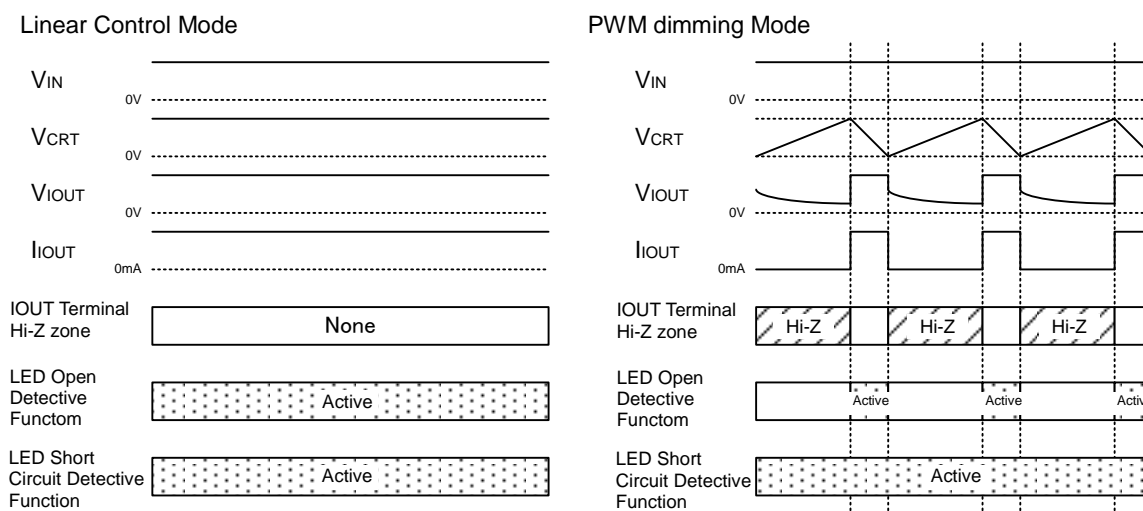 Linear Control Mode
VIN
0V
VCRT
0V
VIOUT
0V
IIOUT
0mA
IOUT Terminal
Hi-Z zone
None
LED Open
Detective
Functom
Active
LED Short
Circuit Detective
Function
Active
PWM dimming Mode
VIN
0V
VCRT
0V
VIOUT
0V
IIOUT
0mA
IOUT Terminal
Hi-Z zone
Hi-Z Hi-Z Hi-Z
LED Open
Detective
Functom
Active Active Activ
LED Short
Circuit Detective
Function
Active